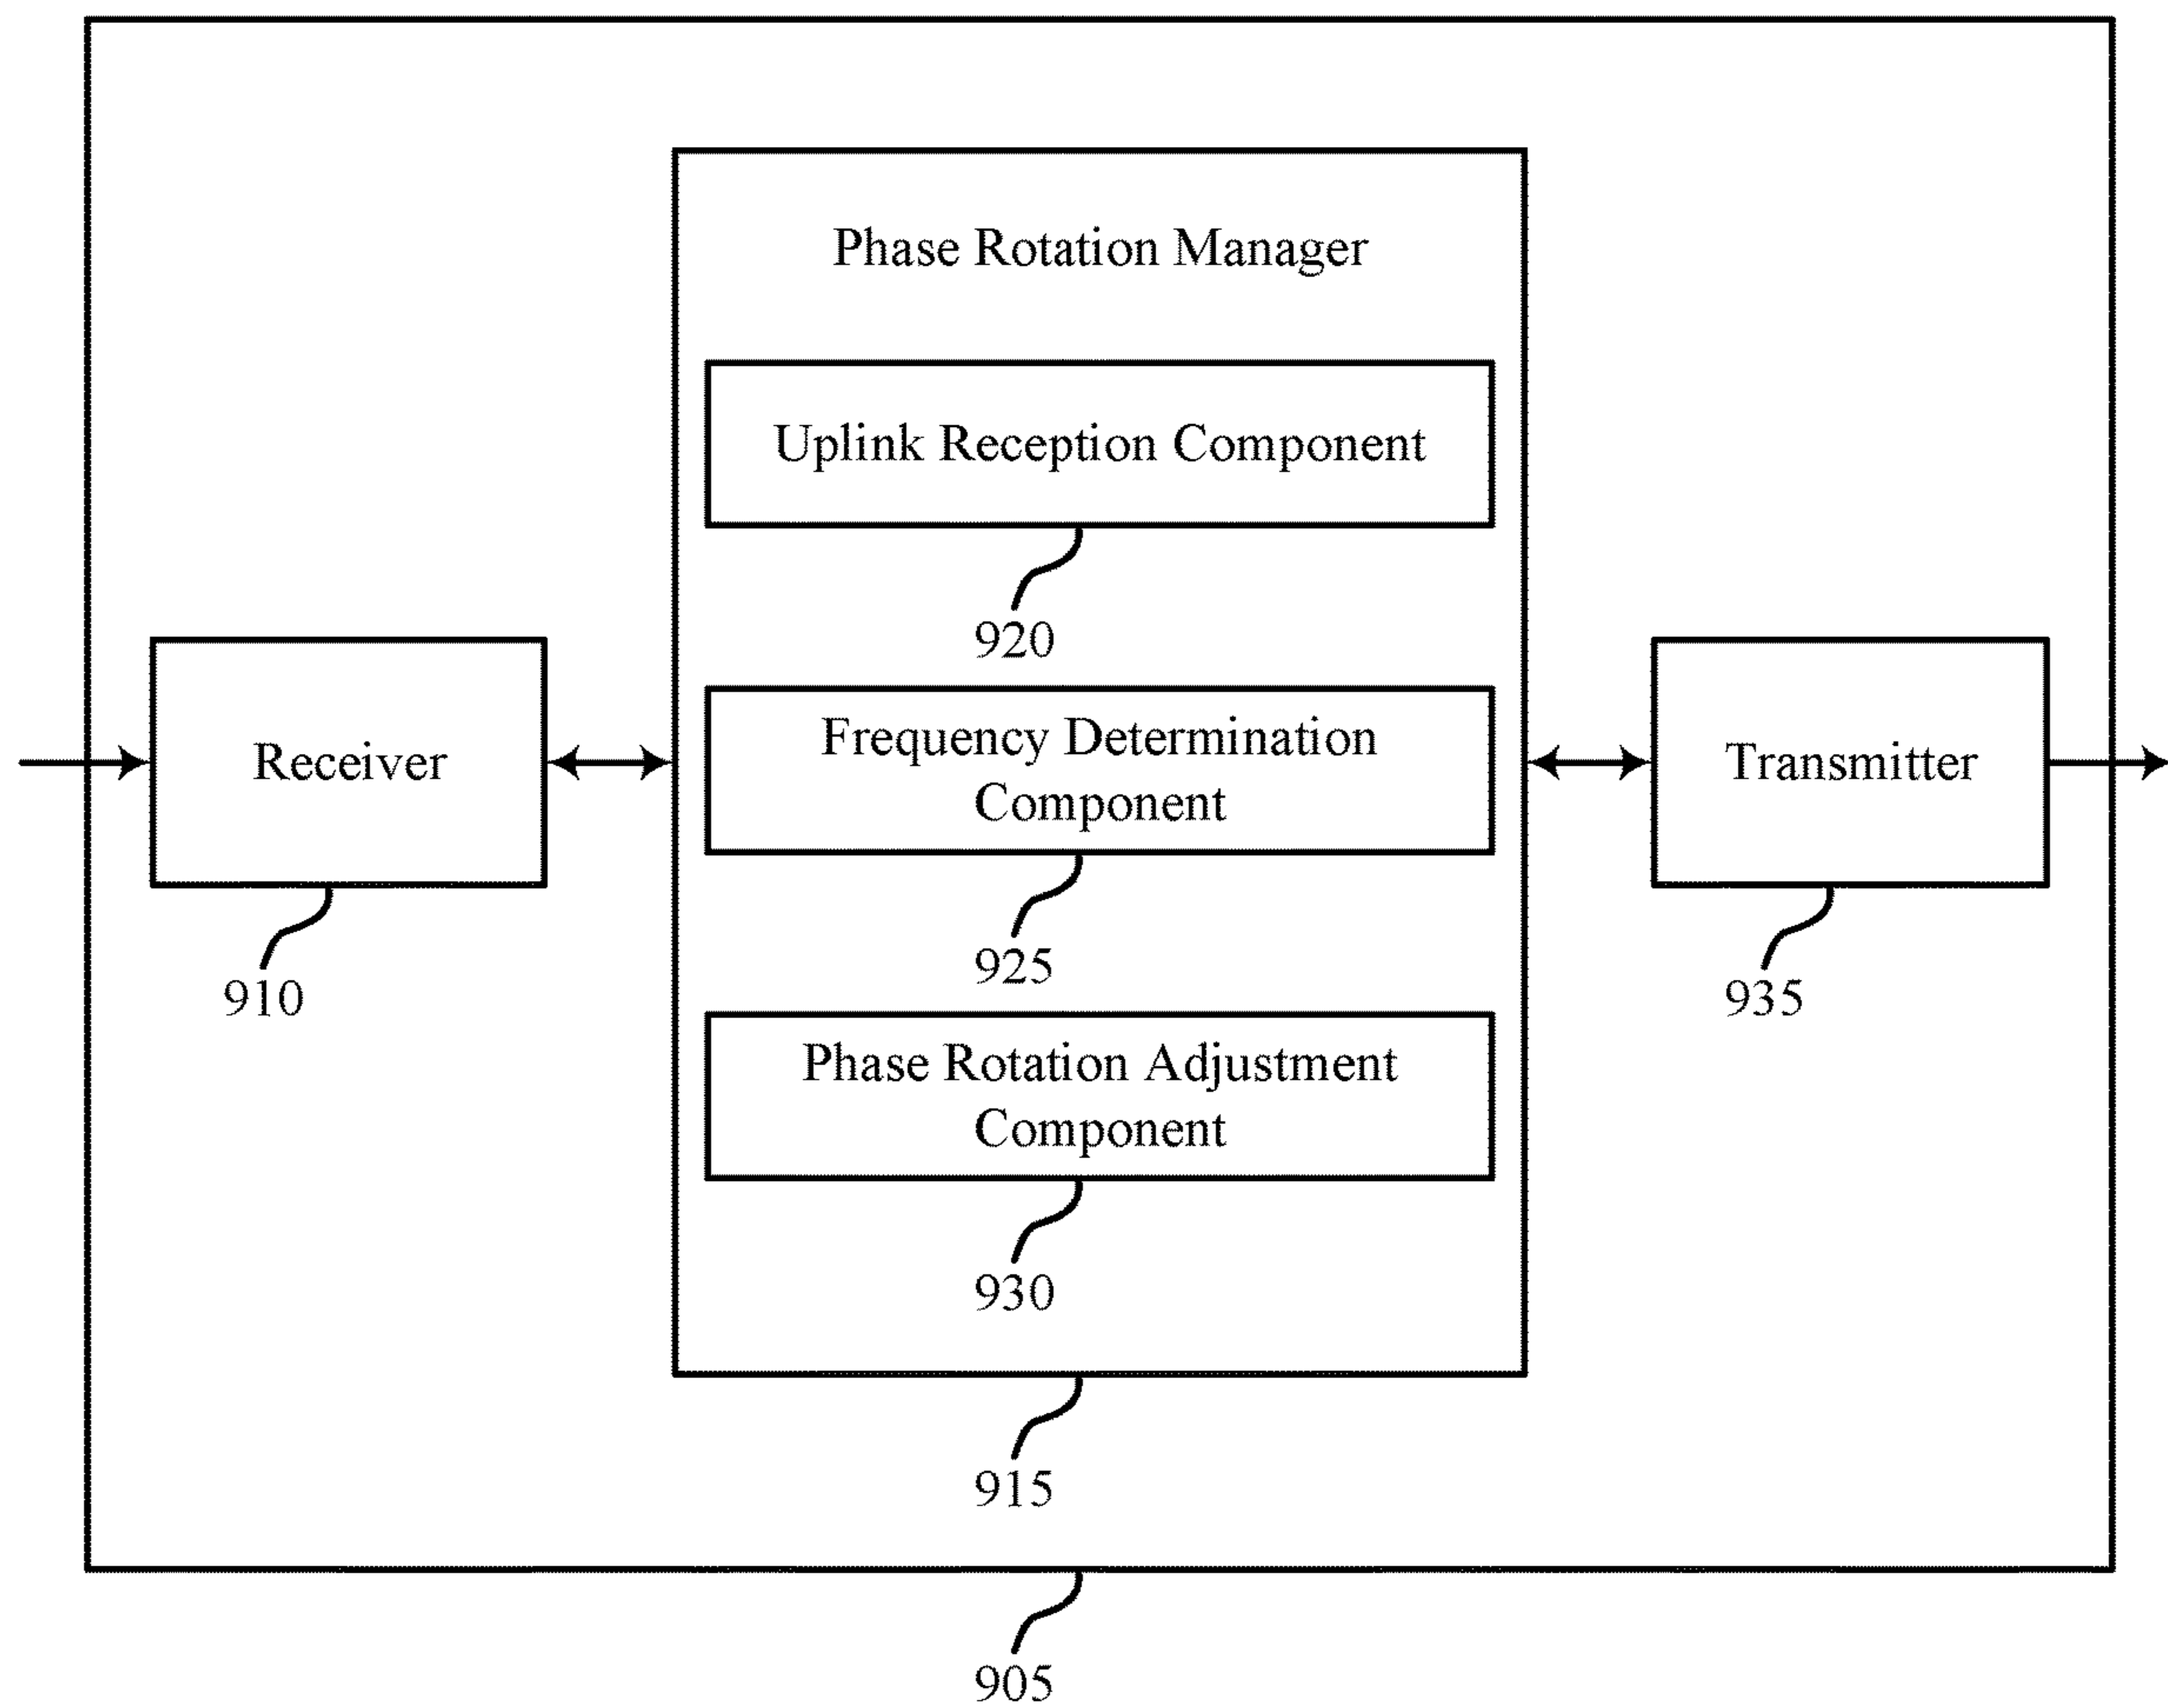 Phase Rotation Manager
Uplink Reception Component
920
Receiver
910
Frequency Determination
Component
925
Transmitter
935
Phase Rotation Adjustment
Component
930
915
905